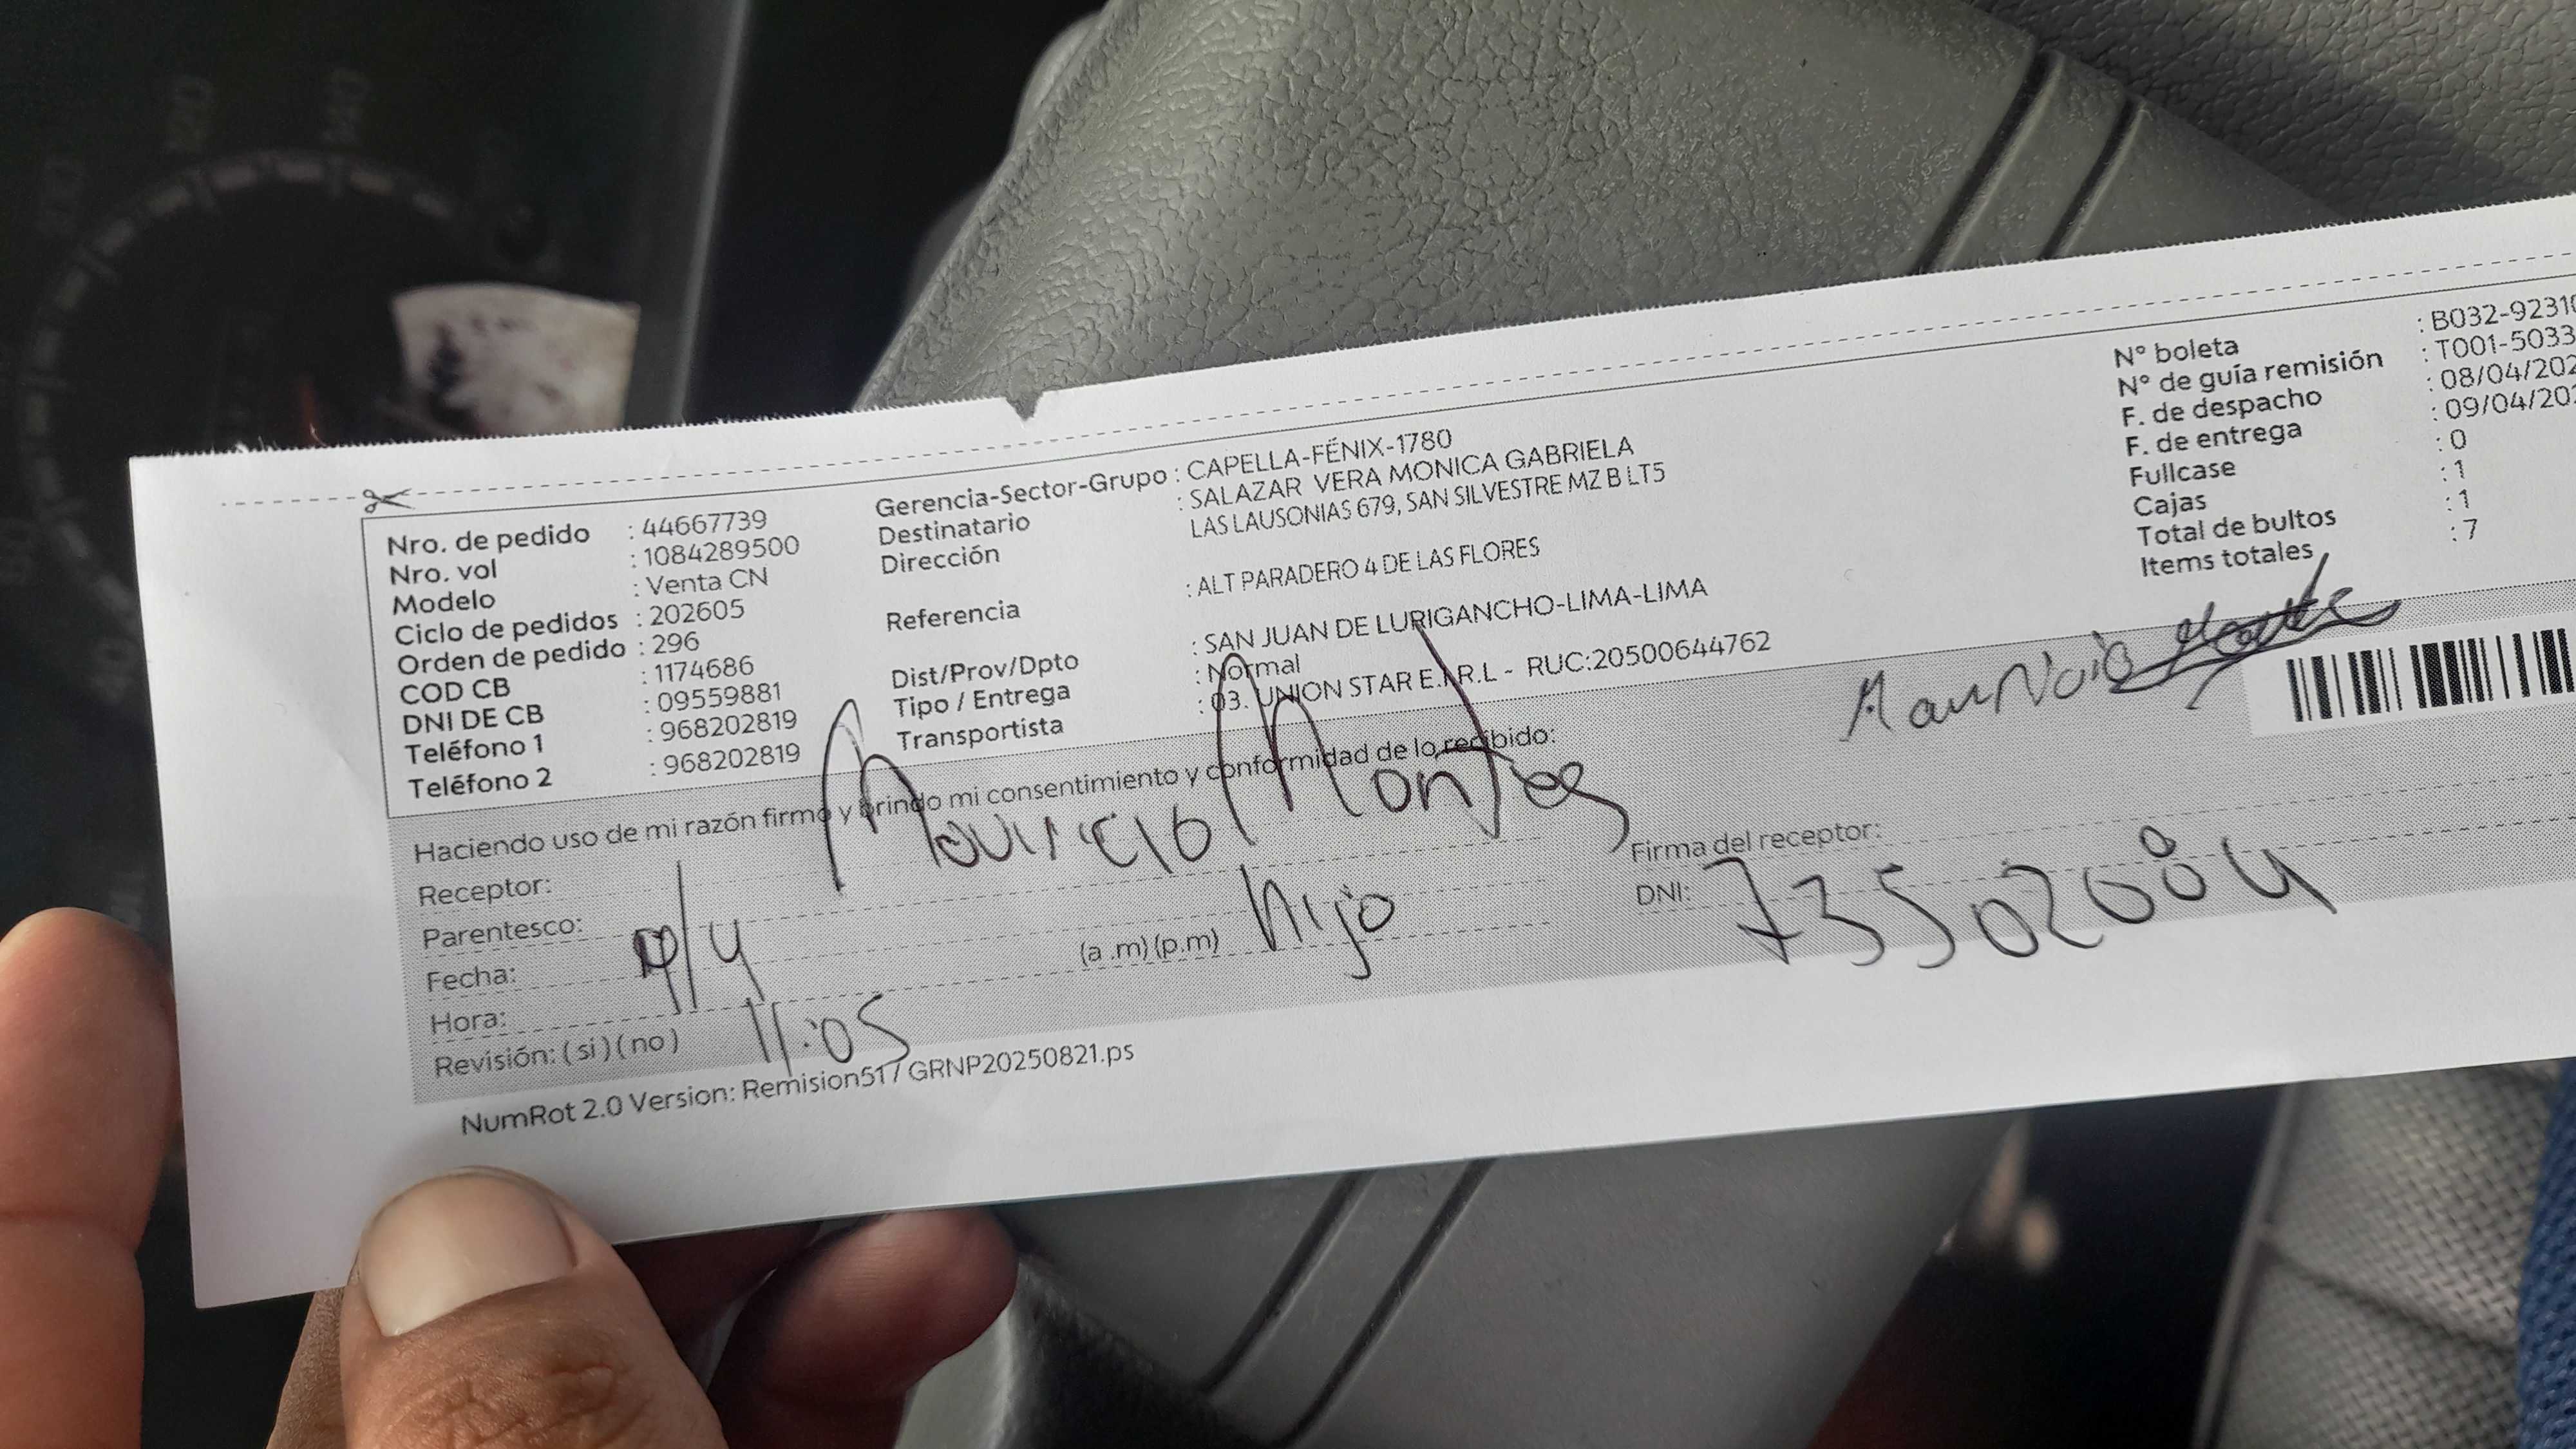 Nro. de pedido : 44667739
Nro. vol : 1084289500
Modelo : Venta CN
Ciclo de pedidos : 202605
Orden de pedido : 296
COD CB : 1174686
DNI DE CB : 09559881
Teléfono 1 : 968202819
Teléfono 2 : 968202819
Gerencia-Sector-Grupo : CAPELLA-FÉNIX-1780
Destinatario : SALAZAR VERA MONICA GABRIELA
Dirección LAS LAUSONIAS 679, SAN SILVESTRE MZ B LT5
Referencia : ALT PARADERO 4 DE LAS FLORES
Dist/Prov/Dpto : SAN JUAN DE LURIGANCHO-LIMA-LIMA
Tipo / Entrega : Normal
Transportista : 03. UNION STAR E.I.R.L - RUC:20500644762
N° boleta : B032-9231
N° de guía remisión : T001-5033
F. de despacho : 08/04/202
F. de entrega : 09/04/20
Fullcase : 0
Cajas : 1
Total de bultos : 1
Items totales : 7
Haciendo uso de mi razón firmo y brindo mi consentimiento y conformidad de lo recibido:
Receptor: Mauricio Montes
Parentesco: hijo
Fecha: 9/4
Hora: 11:05 (a .m) (p.m)
Revisión: ( si ) ( no )
Mauricio
Firma del receptor:
DNI: 73502084
NumRot 2.0 Version: Remision517 GRNP20250821.ps